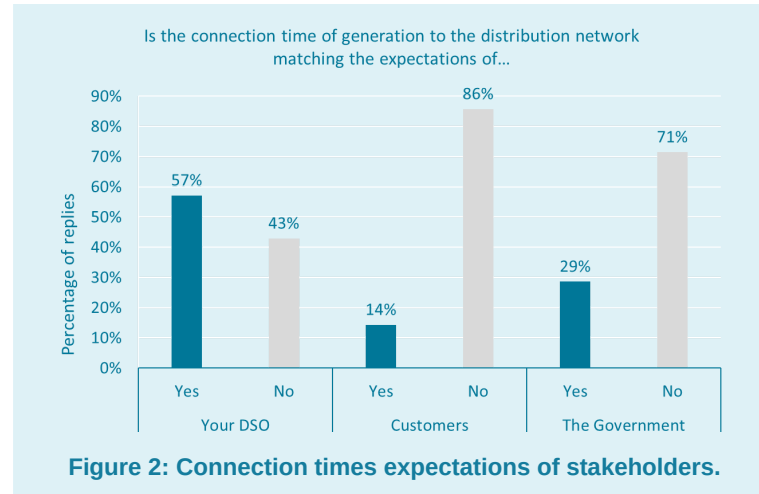 Is the connection time of generation to the distribution network
matching the expectations of...
90%
80%
70%
60%
50%
40%
30%
20%
10%
0%
Percentage of replies
57%
43%
14%
86%
29%
71%
Yes No Yes No Yes No
Your DSO Customers The Government
Figure 2: Connection times expectations of stakeholders.